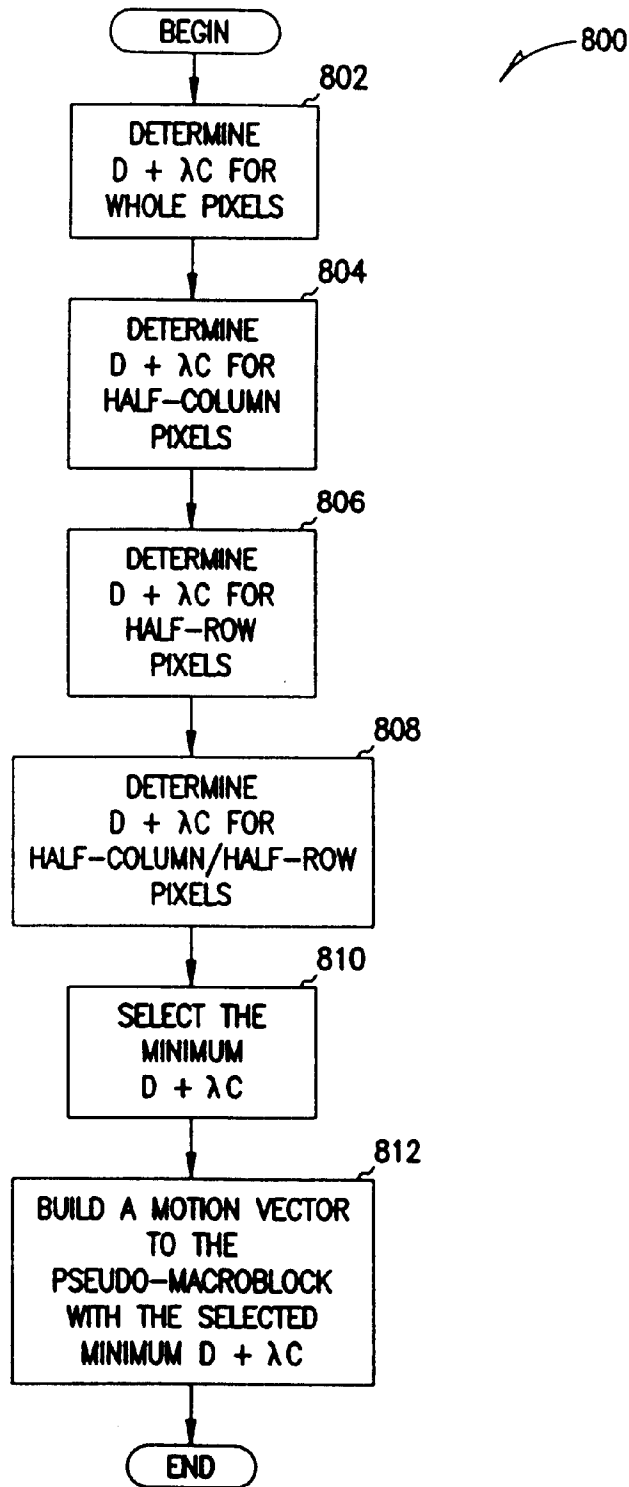 BEGIN
800
802
DETERMINE
D + λC FOR
WHOLE PIXELS
804
DETERMINE
D + λC FOR
HALF-COLUMN
PIXELS
806
DETERMINE
D + λC FOR
HALF-ROW
PIXELS
808
DETERMINE
D + λC FOR
HALF-COLUMN/HALF-ROW
PIXELS
810
SELECT THE
MINIMUM
D + λC
812
BUILD A MOTION VECTOR
TO THE
PSEUDO-MACROBLOCK
WITH THE SELECTED
MINIMUM D + λC
END